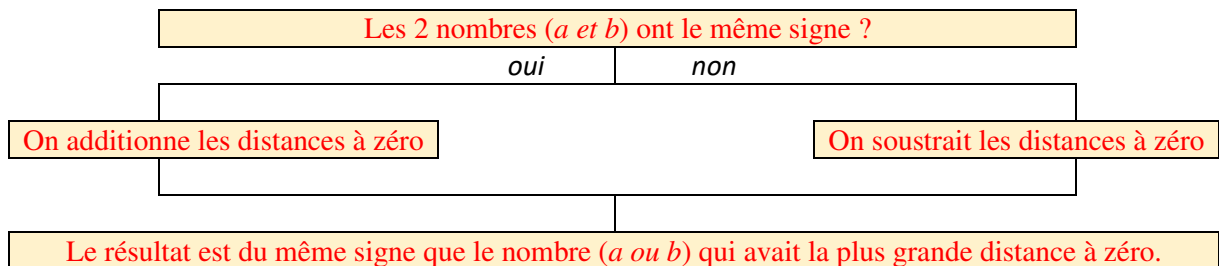 Les 2 nombres (a et b) ont le même signe ?
oui non
On additionne les distances à zéro
On soustrait les distances à zéro
Le résultat est du même signe que le nombre (a ou b) qui avait la plus grande distance à zéro.